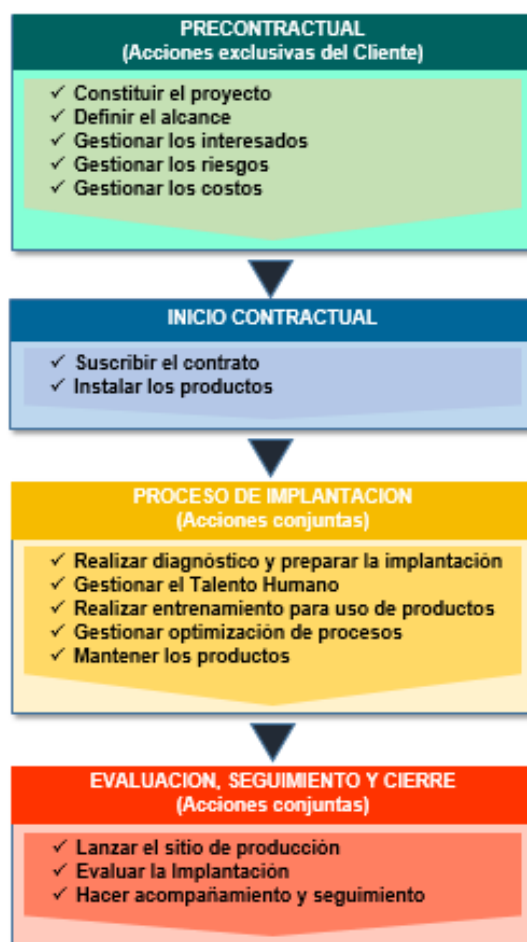 PRECONTRACTUAL
(Acciones exclusivas del Cliente)
✓ Constituir el proyecto
✓ Definir el alcance
✓ Gestionar los interesados
✓ Gestionar los riesgos
✓ Gestionar los costos
INICIO CONTRACTUAL
✓ Suscribir el contrato
✓ Instalar los productos
PROCESO DE IMPLANTACION
(Acciones conjuntas)
✓ Realizar diagnóstico y preparar la implantación
✓ Gestionar el Talento Humano
✓ Realizar entrenamiento para uso de productos
✓ Gestionar optimización de procesos
✓ Mantener los productos
EVALUACION, SEGUIMIENTO Y CIERRE
(Acciones conjuntas)
✓ Lanzar el sitio de producción
✓ Evaluar la Implantación
✓ Hacer acompañamiento y seguimiento